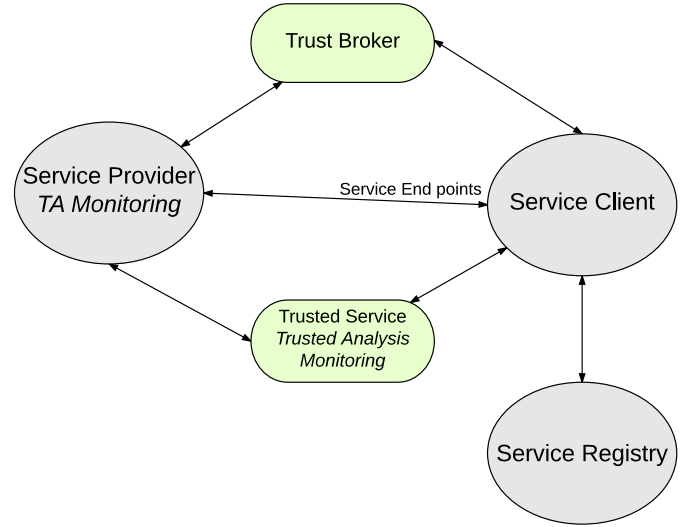 Trust Broker
Service Provider
TA Monitoring
Service End points
Service Client
Trusted Service
Trusted Analysis
Monitoring
Service Registry